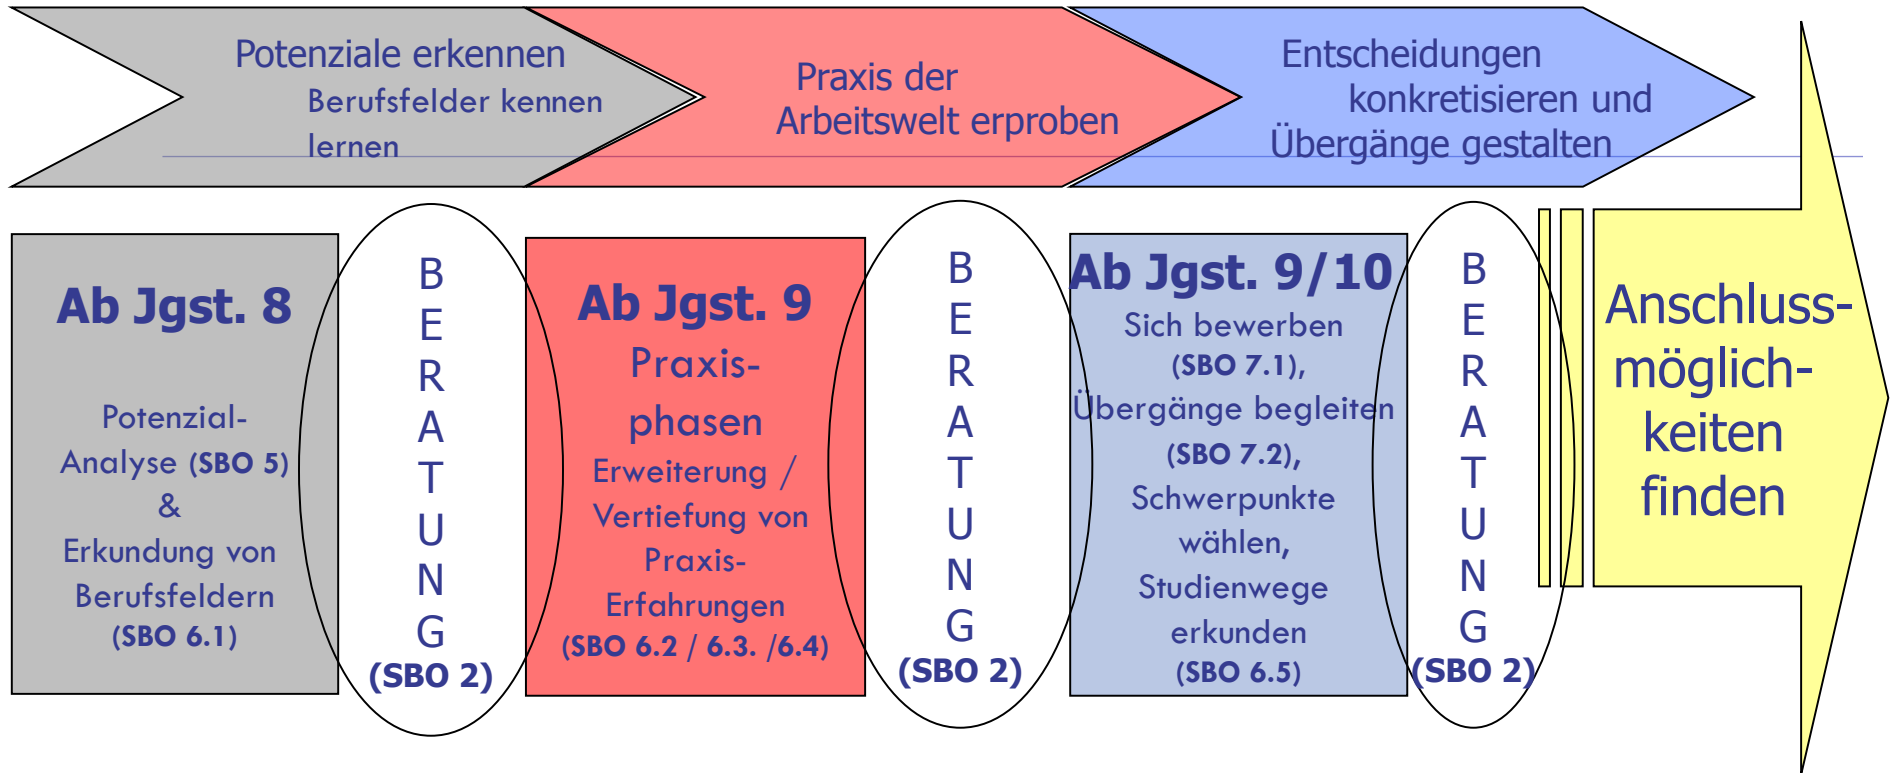 Potenziale erkennen
Berufsfelder kennen
lernen
Praxis der
Arbeitswelt erproben
Entscheidungen
konkretisieren und
Übergänge gestalten
Ab Jgst. 8
Potenzial-
Analyse (SBO 5)
&
Erkundung von
Berufsfeldern
(SBO 6.1)
B
E
R
A
T
U
N
G
(SBO 2)
Ab Jgst. 9
Praxis-
phasen
Erweiterung /
Vertiefung von
Praxis-
Erfahrungen
(SBO 6.2 / 6.3. /6.4)
B
E
R
A
T
U
N
G
(SBO 2)
Ab Jgst. 9/10
Sich bewerben
(SBO 7.1),
Übergänge begleiten
(SBO 7.2),
Schwerpunkte
wählen,
Studienwege
erkunden
(SBO 6.5)
B
E
R
A
T
U
N
G
(SBO 2)
Anschluss-
möglich-
keiten
finden